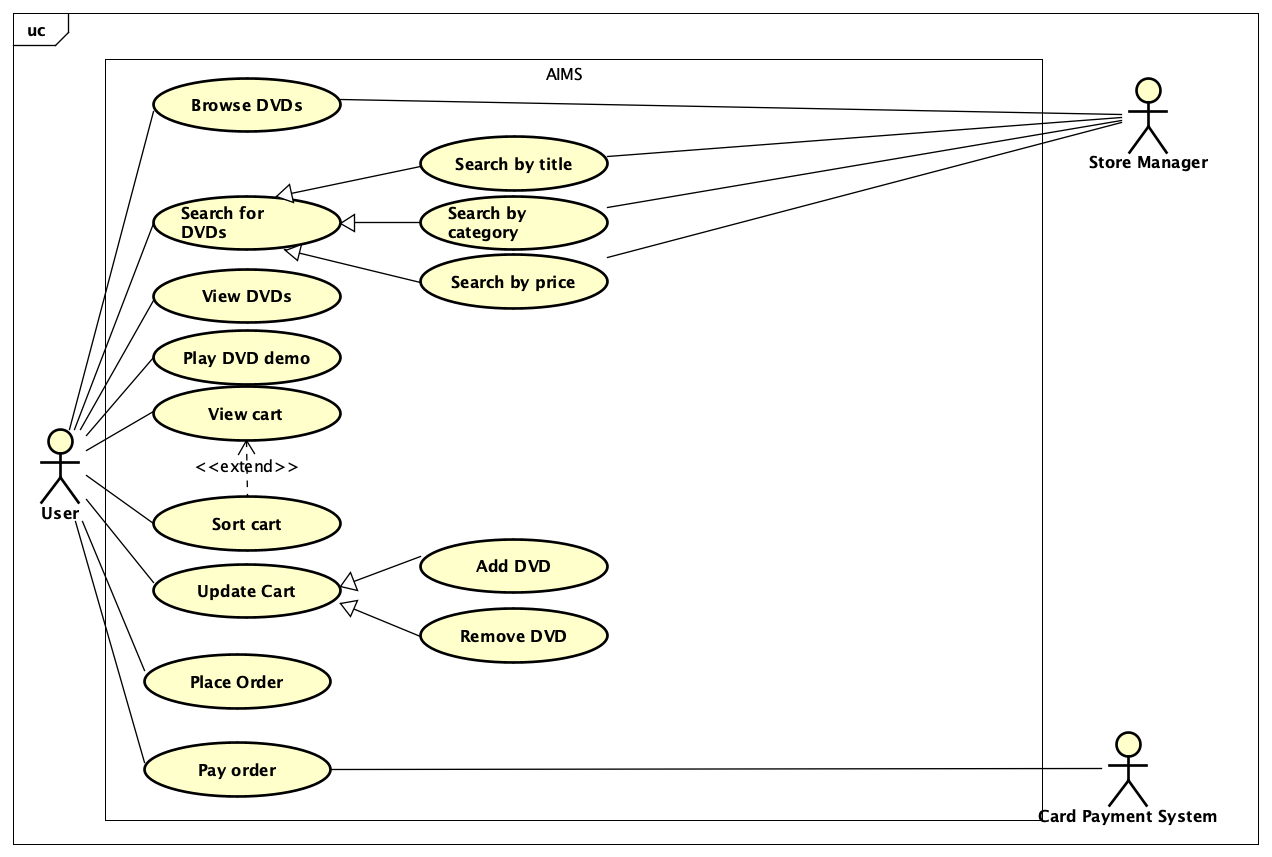 uc
AIMS
Browse DVDs
Store Manager
Search by title
Search for
DVDs
Search by
category
Search by price
View DVDs
Play DVD demo
View cart
<<extend>>
User
Sort cart
Add DVD
Update Cart
Remove DVD
Place Order
Pay order
Card Payment System